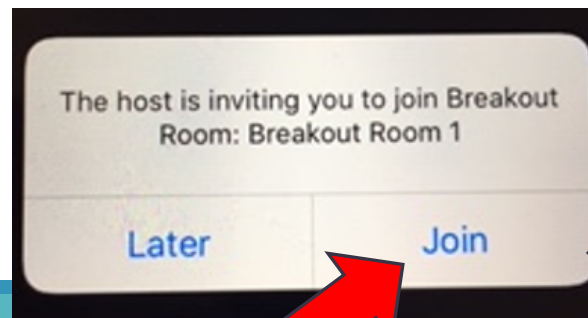 The host is inviting you to join Breakout
Room: Breakout Room 1
Later
Join